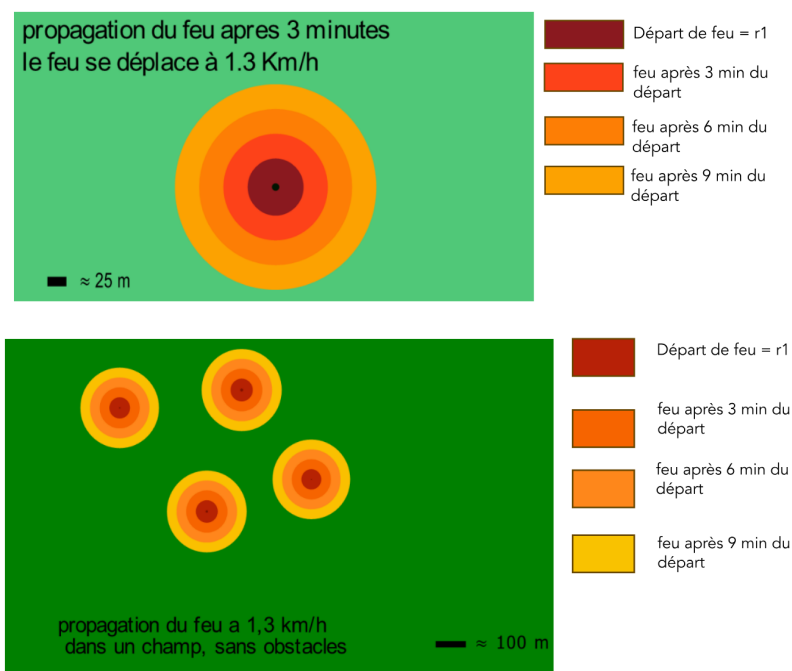 propagation du feu apres 3 minutes
le feu se déplace à 1.3 Km/h
≈ 25 m
Départ de feu = r1
feu après 3 min du
départ
feu après 6 min du
départ
feu après 9 min du
départ
propagation du feu a 1,3 km/h
dans un champ, sans obstacles
≈ 100 m
Départ de feu = r1
feu après 3 min du
départ
feu après 6 min du
départ
feu après 9 min du
départ